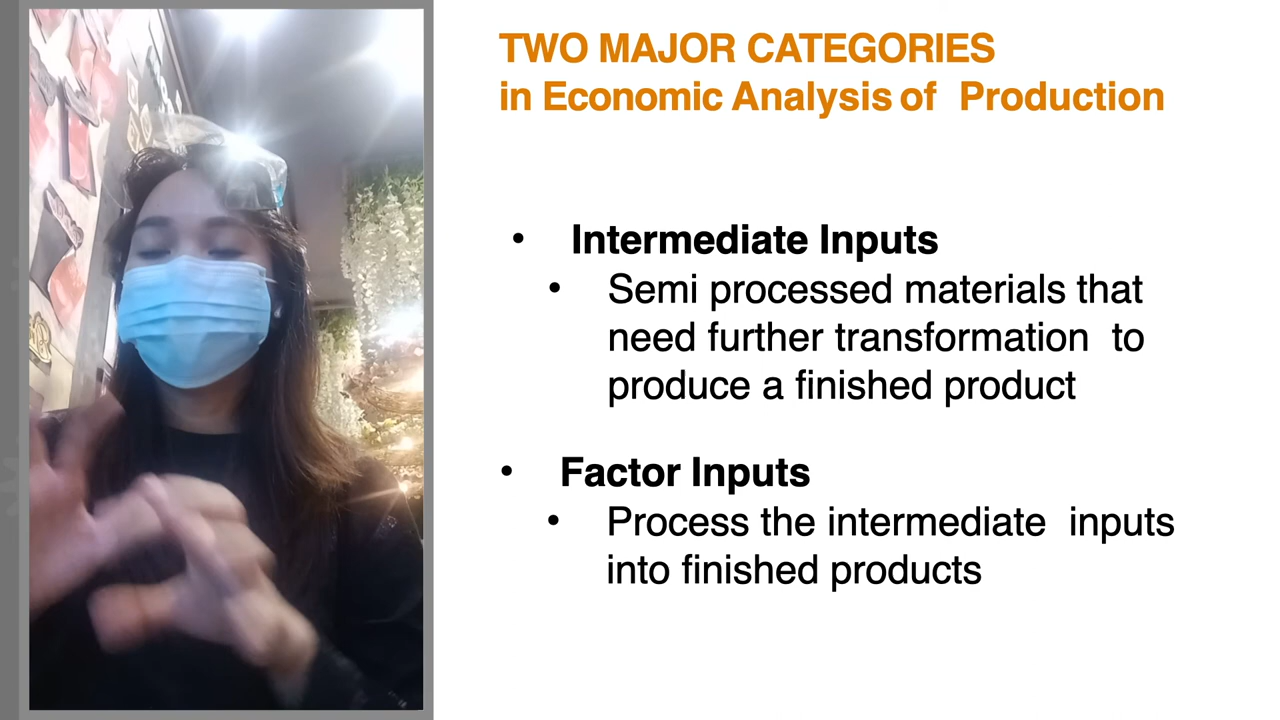 TWO MAJOR CATEGORIES
in Economic Analysis of Production
• Intermediate Inputs
• Semi processed materials that
need further transformation to
produce a finished product
• Factor Inputs
• Process the intermediate inputs
into finished products